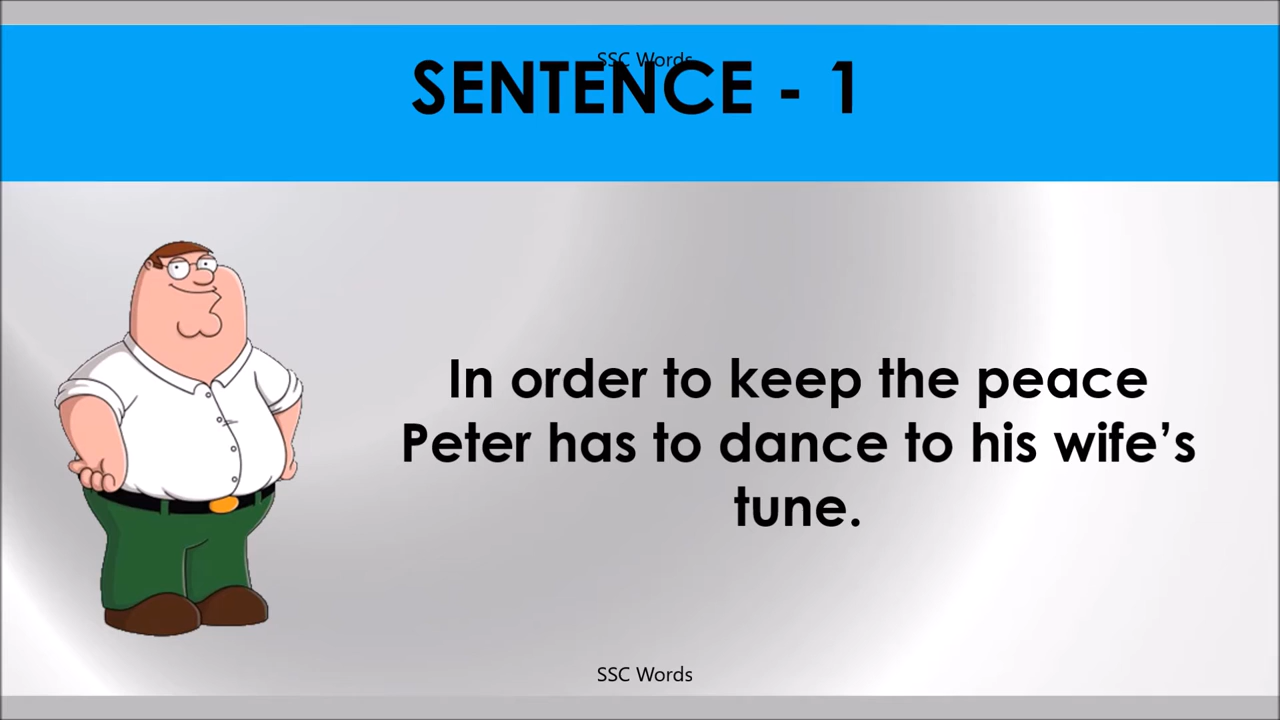 SSC Words
SENTENCE - 1
In order to keep the peace
Peter has to dance to his wife’s
tune.
SSC Words